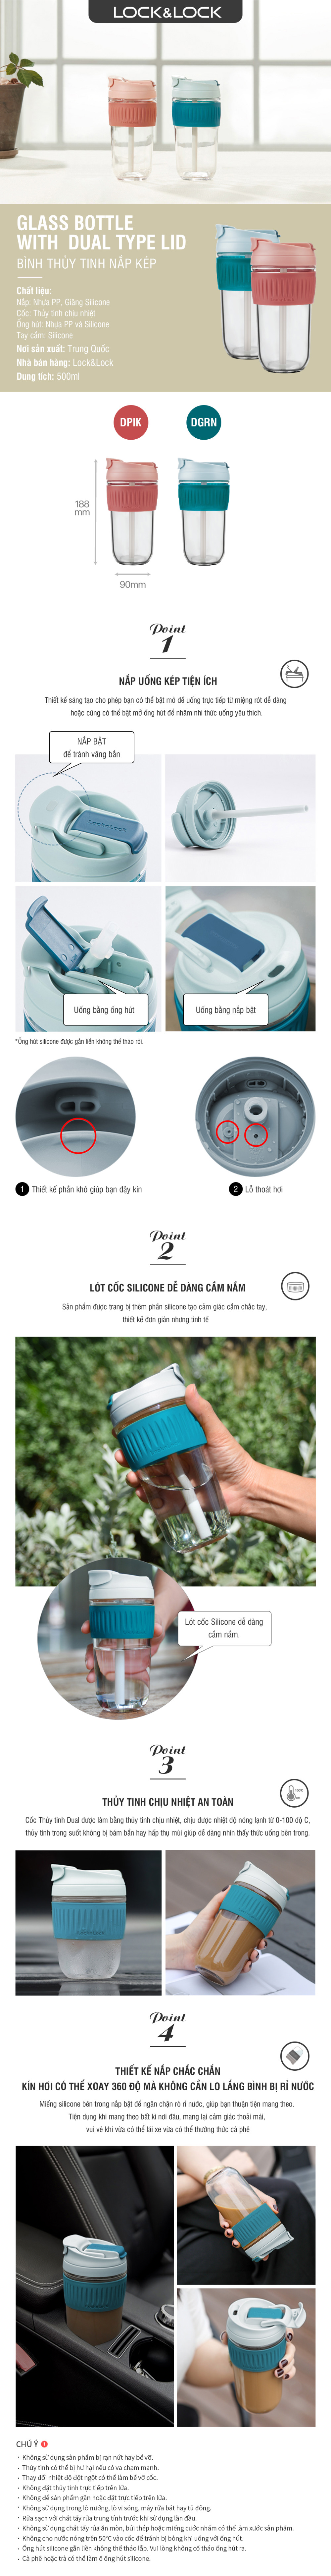 LOCK&LOCK
GLASS BOTTLE
WITH DUAL TYPE LID
BÌNH THỦY TINH NẮP KÉP
Chất liệu:
Nắp: Nhựa PP, Giăng Silicone
Cốc: Thủy tinh chịu nhiệt
Ống hút: Nhựa PP và Silicone
Tay cầm: Silicone
Nơi sản xuất: Trung Quốc
Nhà bán hàng: Lock&Lock
Dung tích: 500ml
DPIK
DGRN
188
mm
90mm
Point
1
NẮP UỐNG KÉP TIỆN ÍCH
Thiết kế sáng tạo cho phép bạn có thể bật mở để uống trực tiếp từ miệng rót dễ dàng
hoặc cũng có thể bật mở ống hút để nhâm nhi thức uống yêu thích.
NẮP BẬT
để tránh văng bắn
Uống bằng ống hút
Uống bằng nắp bật
*Ống hút silicone được gắn liền không thể tháo rời.
1 Thiết kế phần khô giúp bạn đậy kín
2 Lỗ thoát hơi
Point
2
LÓT CỐC SILICONE DỄ DÀNG CẦM NẮM
Sản phẩm được trang bị thêm phần silicone tạo cảm giác cầm chắc tay,
thiết kế đơn giản nhưng tinh tế
Lót cốc Silicone dễ dàng
cầm nắm.
Point
3
THỦY TINH CHỊU NHIỆT AN TOÀN
Cốc Thủy tinh Dual được làm bằng thủy tinh chịu nhiệt, chịu được nhiệt độ nóng lạnh từ 0-100 độ C,
thủy tinh trong suốt không bị bám bẩn hay hấp thụ mùi giúp dễ dàng nhìn thấy thức uống bên trong.
Point
4
THIẾT KẾ NẮP CHẮC CHẮN
KÍN HƠI CÓ THỂ XOAY 360 ĐỘ MÀ KHÔNG CẦN LO LẮNG BÌNH BỊ RỈ NƯỚC
Miếng silicone bên trong nắp bật để ngăn chặn rò rỉ nước, giúp bạn thuận tiện mang theo.
Tiện dụng khi mang theo bất kì nơi đâu, mang lại cảm giác thoải mái,
vui vẻ khi vừa có thể lái xe vừa có thể thưởng thức cà phê
CHÚ Ý
· Không sử dụng sản phẩm bị rạn nứt hay bể vỡ.
· Thủy tinh có thể bị hư hại nếu có va chạm mạnh.
· Thay đổi nhiệt độ đột ngột có thể làm bể vỡ cốc.
· Không đặt thủy tinh trực tiếp trên lửa.
· Không để sản phẩm gần hoặc đặt trực tiếp trên lửa.
· Không sử dụng trong lò nướng, lò vi sóng, máy rửa bát hay tủ đông.
· Rửa sạch với chất tẩy rửa trung tính trước khi sử dụng lần đầu.
· Không sử dụng chất tẩy rửa ăn mòn, bùi thép hoặc miếng cước nhám có thể làm xước sản phẩm.
· Không cho nước nóng trên 50°C vào cốc để tránh bị bỏng khi uống với ống hút.
· Ống hút silicone gắn liền không thể tháo lắp. Vui lòng không cố tháo ống hút ra.
· Cà phê hoặc trà có thể làm ố ống hút silicone.